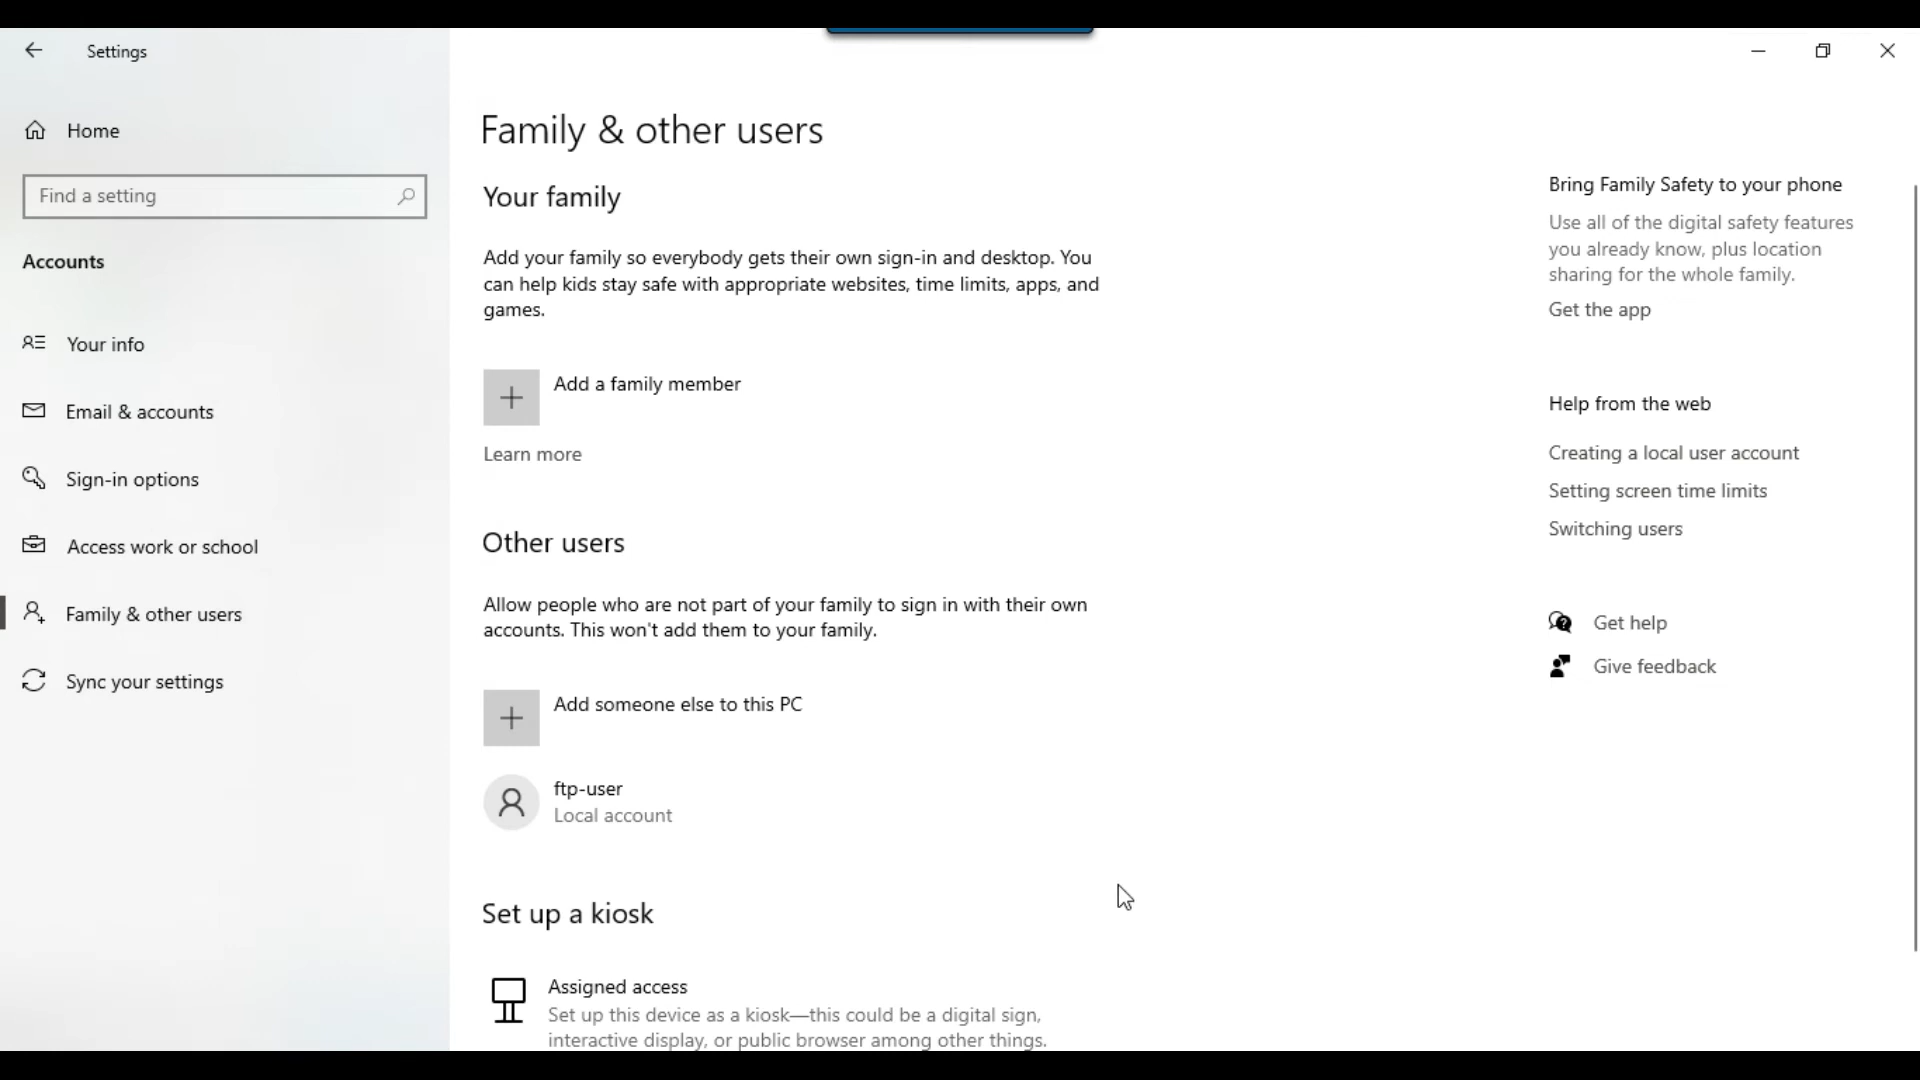 Settings
Home
Find a setting
Accounts
Your info
Email & accounts
Sign-in options
Access work or school
Family & other users
Sync your settings
Family & other users
Your family
Add your family so everybody gets their own sign-in and desktop. You
can help kids stay safe with appropriate websites, time limits, apps, and
games.
Add a family member
Learn more
Other users
Allow people who are not part of your family to sign in with their own
accounts. This won't add them to your family.
Add someone else to this PC
ftp-user
Local account
Set up a kiosk
Assigned access
Set up this device as a kiosk—this could be a digital sign,
interactive display, or public browser among other things.
Bring Family Safety to your phone
Use all of the digital safety features
you already know, plus location
sharing for the whole family.
Get the app
Help from the web
Creating a local user account
Setting screen time limits
Switching users
Get help
Give feedback